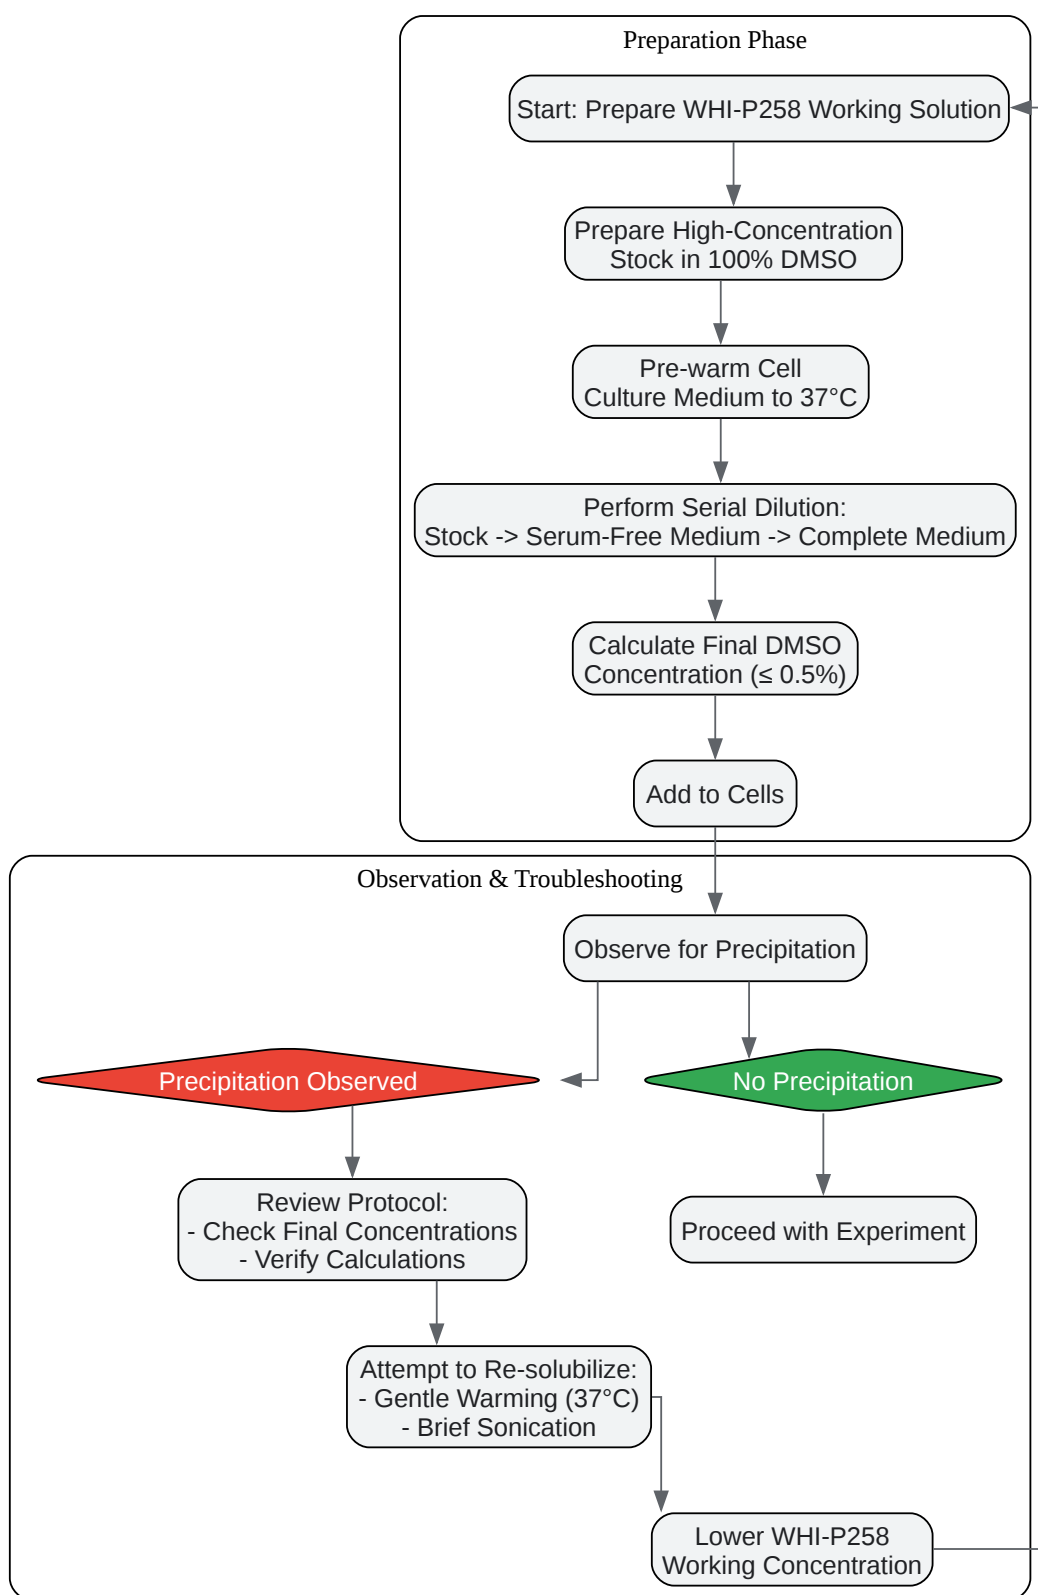 Preparation Phase
Start: Prepare WHI-P258 Working Solution
Prepare High-Concentration
Stock in 100% DMSO
Pre-warm Cell
Culture Medium to 37°C
Perform Serial Dilution:
Stock -> Serum-Free Medium -> Complete Medium
Calculate Final DMSO
Concentration (≤ 0.5%)
Add to Cells
Observation & Troubleshooting
Observe for Precipitation
Precipitation Observed
No Precipitation
Review Protocol:
- Check Final Concentrations
- Verify Calculations
Proceed with Experiment
Attempt to Re-solubilize:
- Gentle Warming (37°C)
- Brief Sonication
Lower WHI-P258
Working Concentration